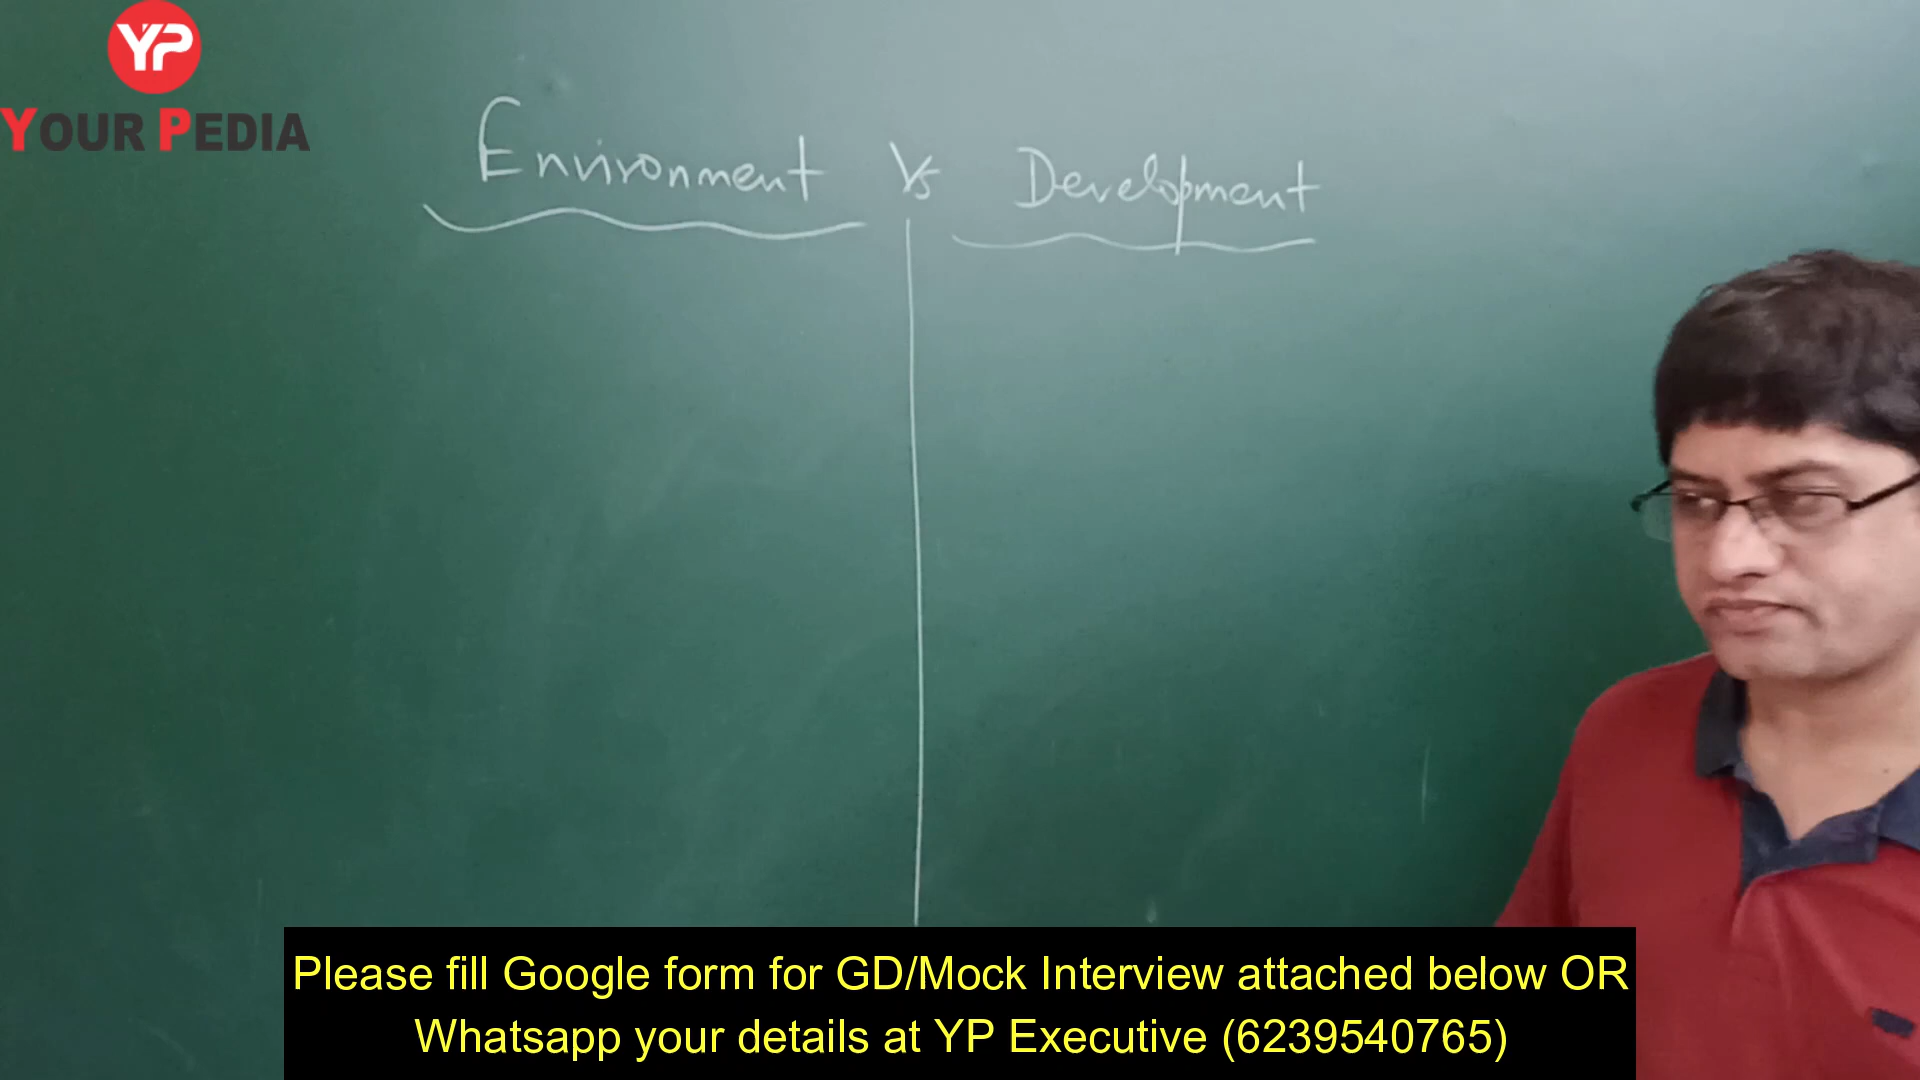 YP
YOUR PEDIA
Environment Vs Development
Please fill Google form for GD/Mock Interview attached below OR
Whatsapp your details at YP Executive (6239540765)